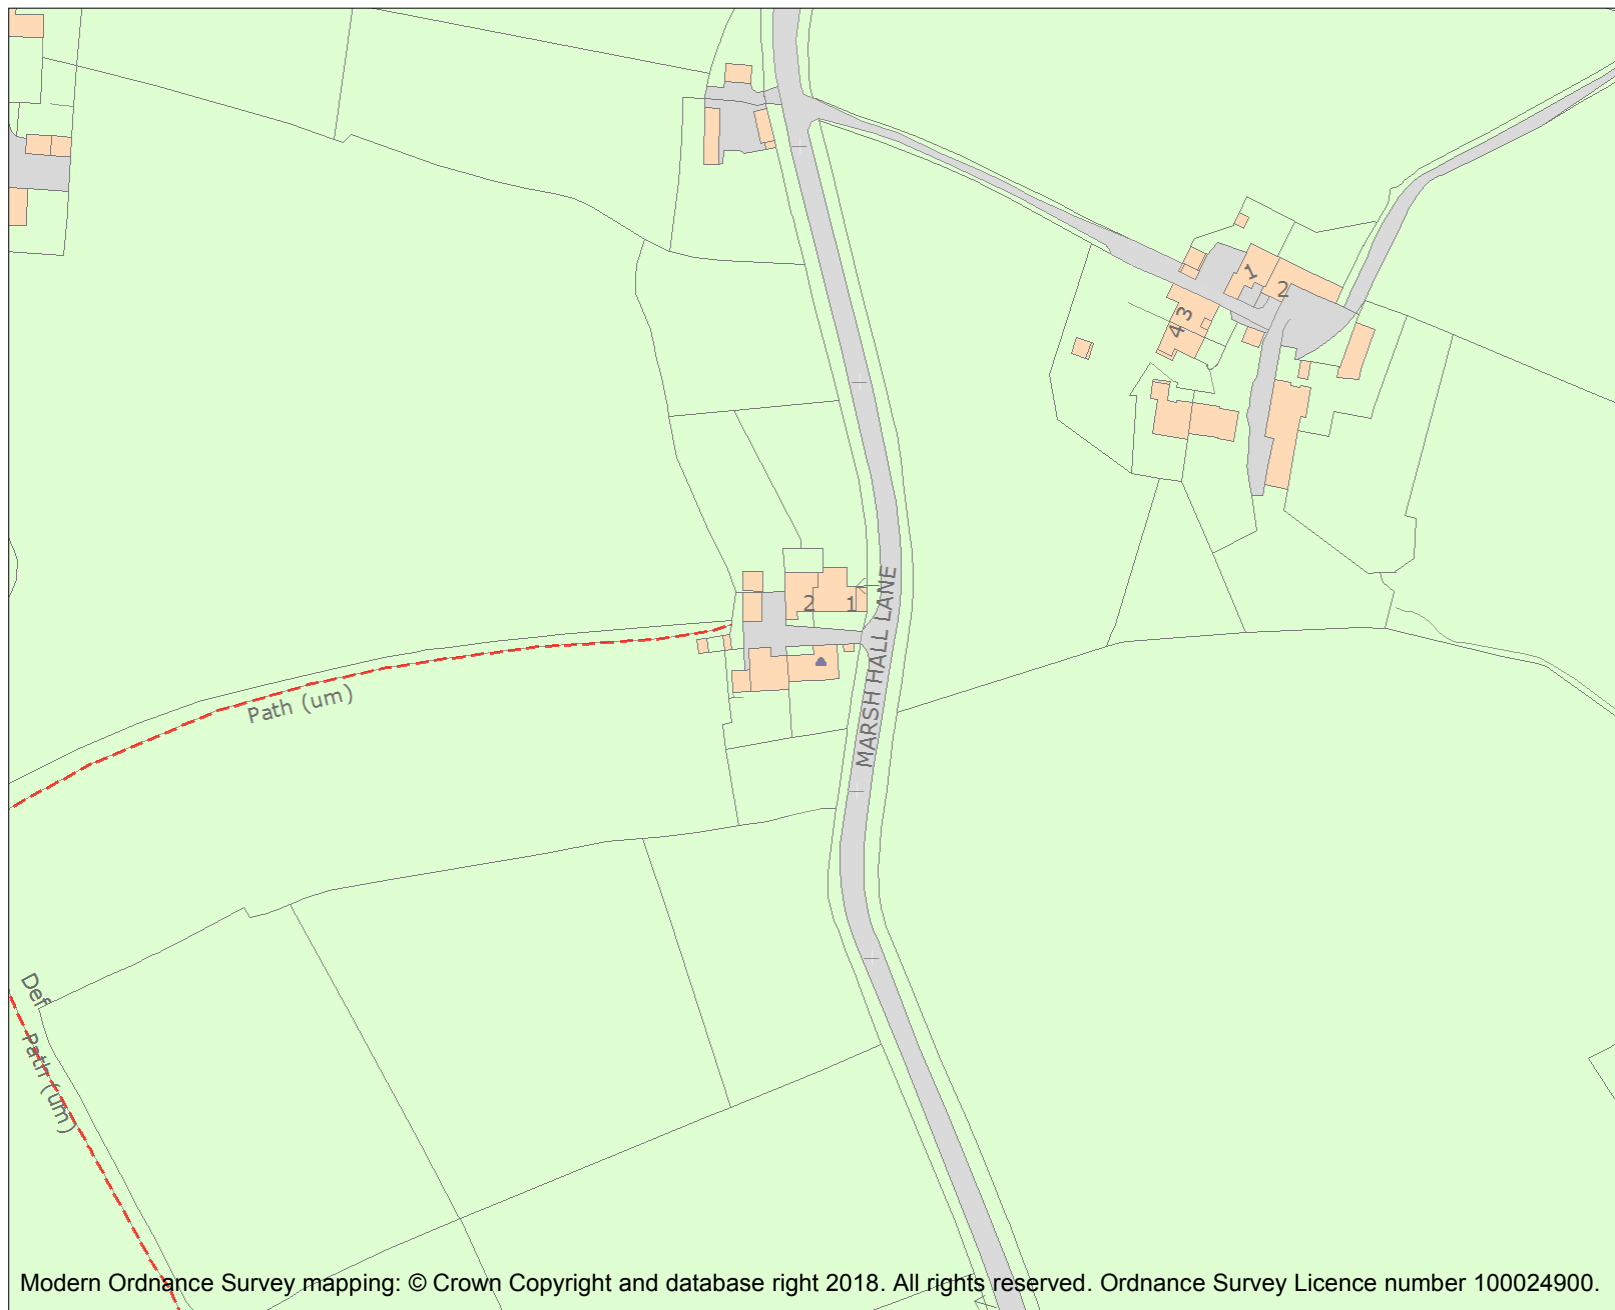 1
2
3
4
2
1
MARSH HALL LANE
Path (um)
Def
Path (um)
Modern Ordnance Survey mapping: © Crown Copyright and database right 2018. All rights reserved. Ordnance Survey Licence number 100024900.